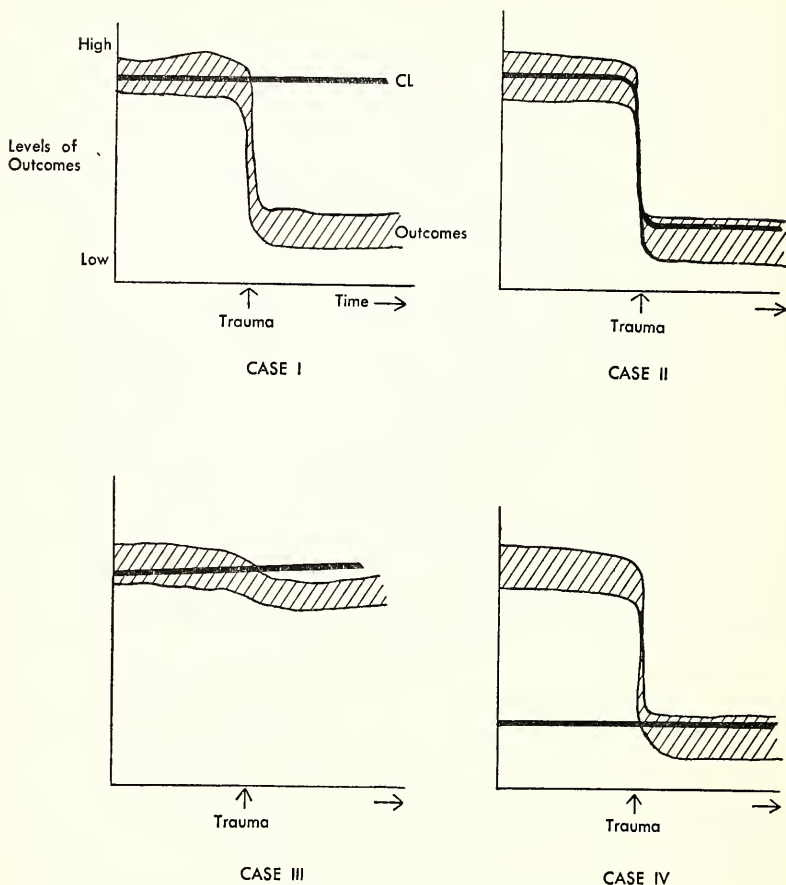 High
CL
Levels of
Outcomes
Outcomes
Low
Time
Trauma
CASE I
Trauma
CASE II
Trauma
CASE III
Trauma
CASE IV